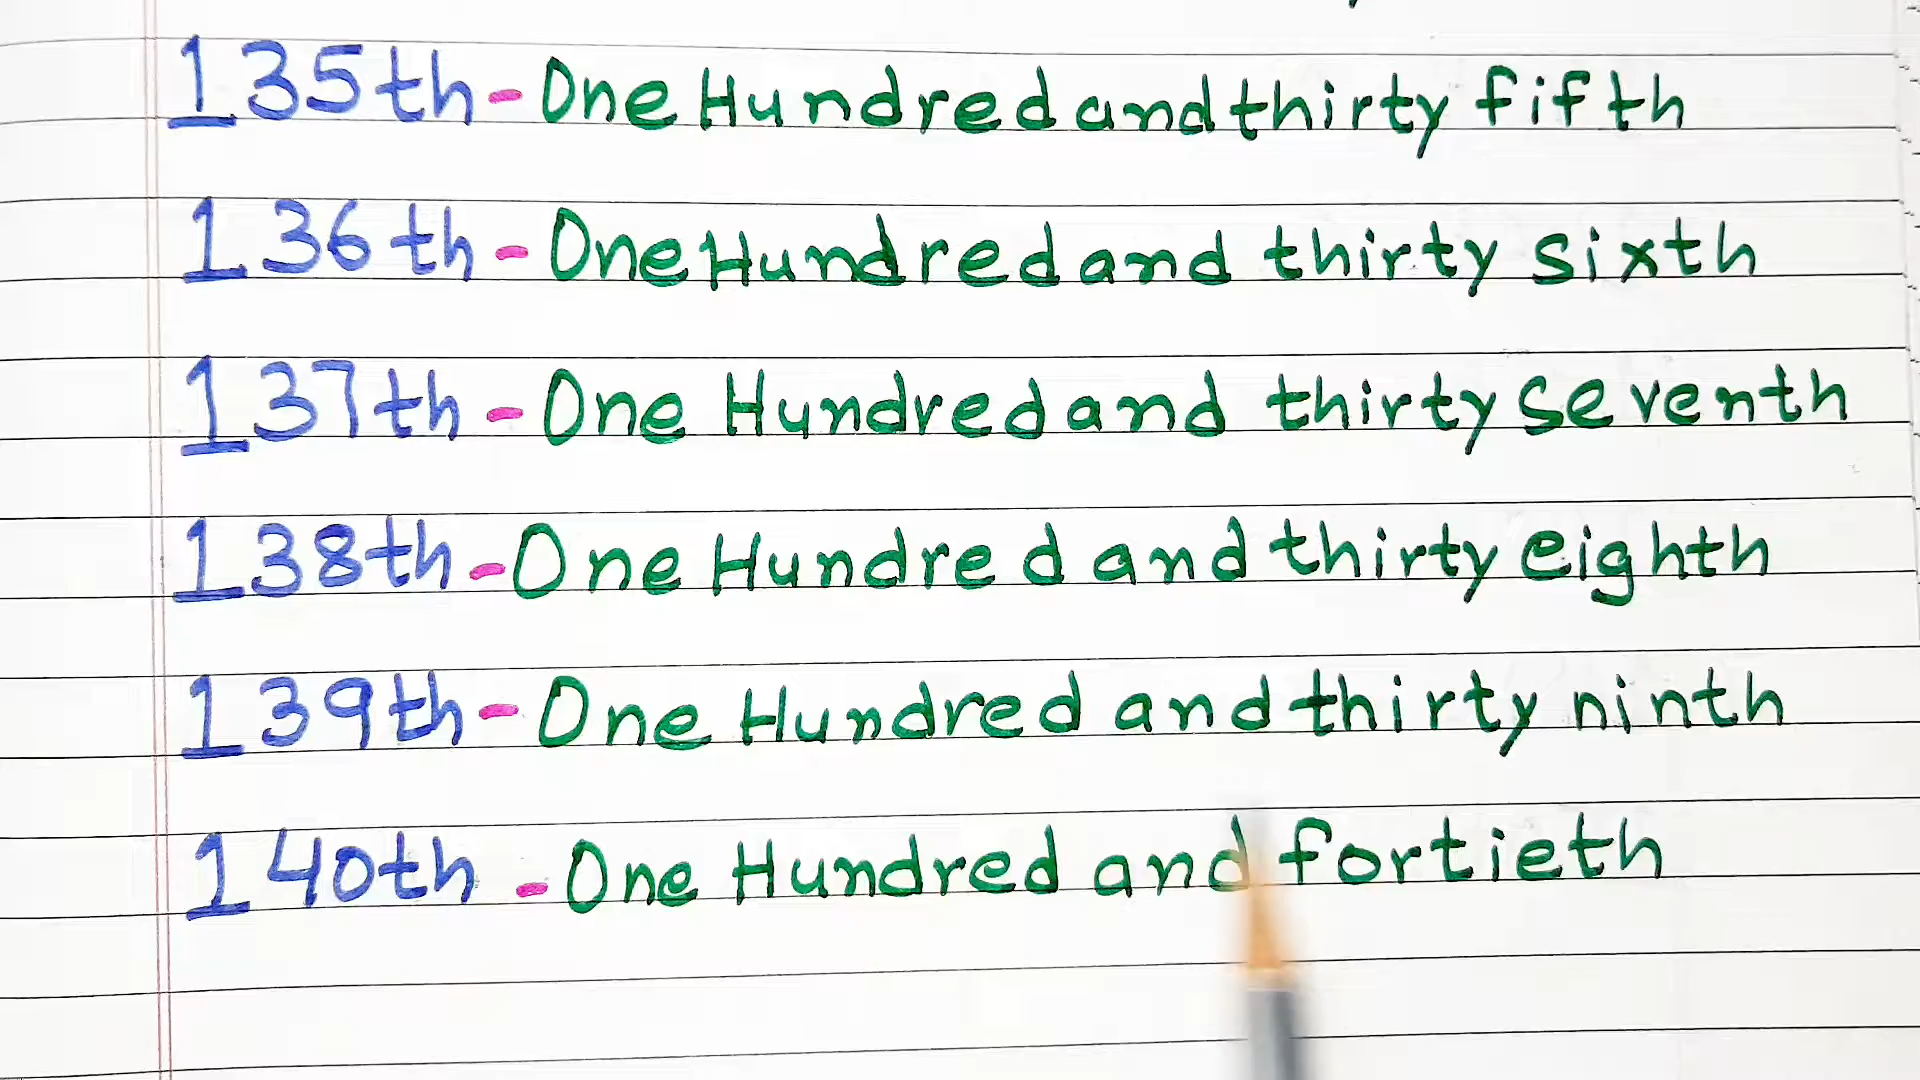 135th - One Hundred and thirty fifth
136th - One Hundred and thirty sixth
137th - One Hundred and thirty seventh
138th - One Hundred and thirty eighth
139th - One Hundred and thirty ninth
140th - One Hundred and fortieth